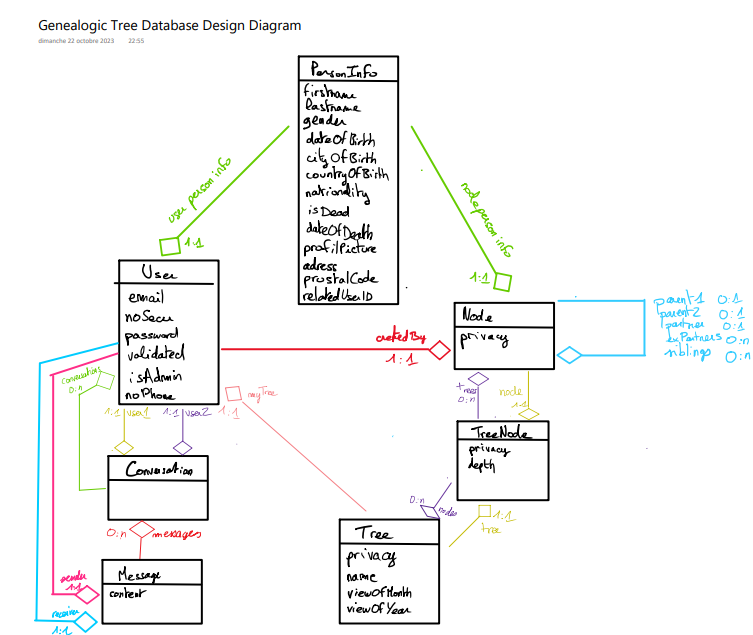 Genealogic Tree Database Design Diagram
dimanche 22 octobre 2023 22:55
PersonInfo
firstname
lastname
gender
dateOfBirth
cityOfBirth
countryOfBirth
nationality
isDead
dateOfDeath
profilPicture
adress
prostalCode
relatedUserID
user person info
1:1
node person info
1:1
User
email
noSecu
password
validated
isAdmin
noPhone
Node
privacy
createdBy
1:1
parent1 0:1
parent2 0:1
partner 0:1
exPartners 0:n
siblings 0:n
conversations
0:n
1:1 user1
1:1 user2
1:1 myTree
trees
0:n
node
1:1
TreeNode
privacy
depth
Conversation
0:n messages
0:n nodes
1:1
tree
Tree
privacy
name
viewOfMonth
viewOfYear
Message
content
sender
1:1
receiver
1:1